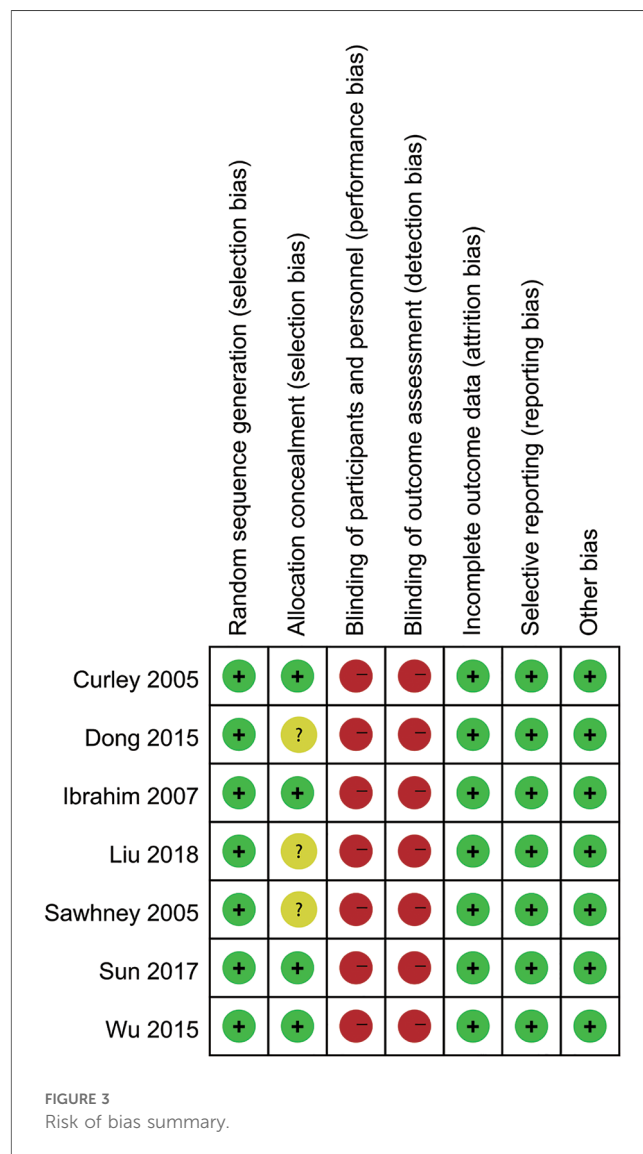 Random sequence generation (selection bias)
Allocation concealment (selection bias)
Blinding of participants and personnel (performance bias)
Blinding of outcome assessment (detection bias)
Incomplete outcome data (attrition bias)
Selective reporting (reporting bias)
Other bias
Curley 2005 + + – – + + +
Dong 2015 + ? – – + + +
Ibrahim 2007 + + – – + + +
Liu 2018 + ? – – + + +
Sawhney 2005 + ? – – + + +
Sun 2017 + + – – + + +
Wu 2015 + + – – + + +
FIGURE 3
Risk of bias summary.